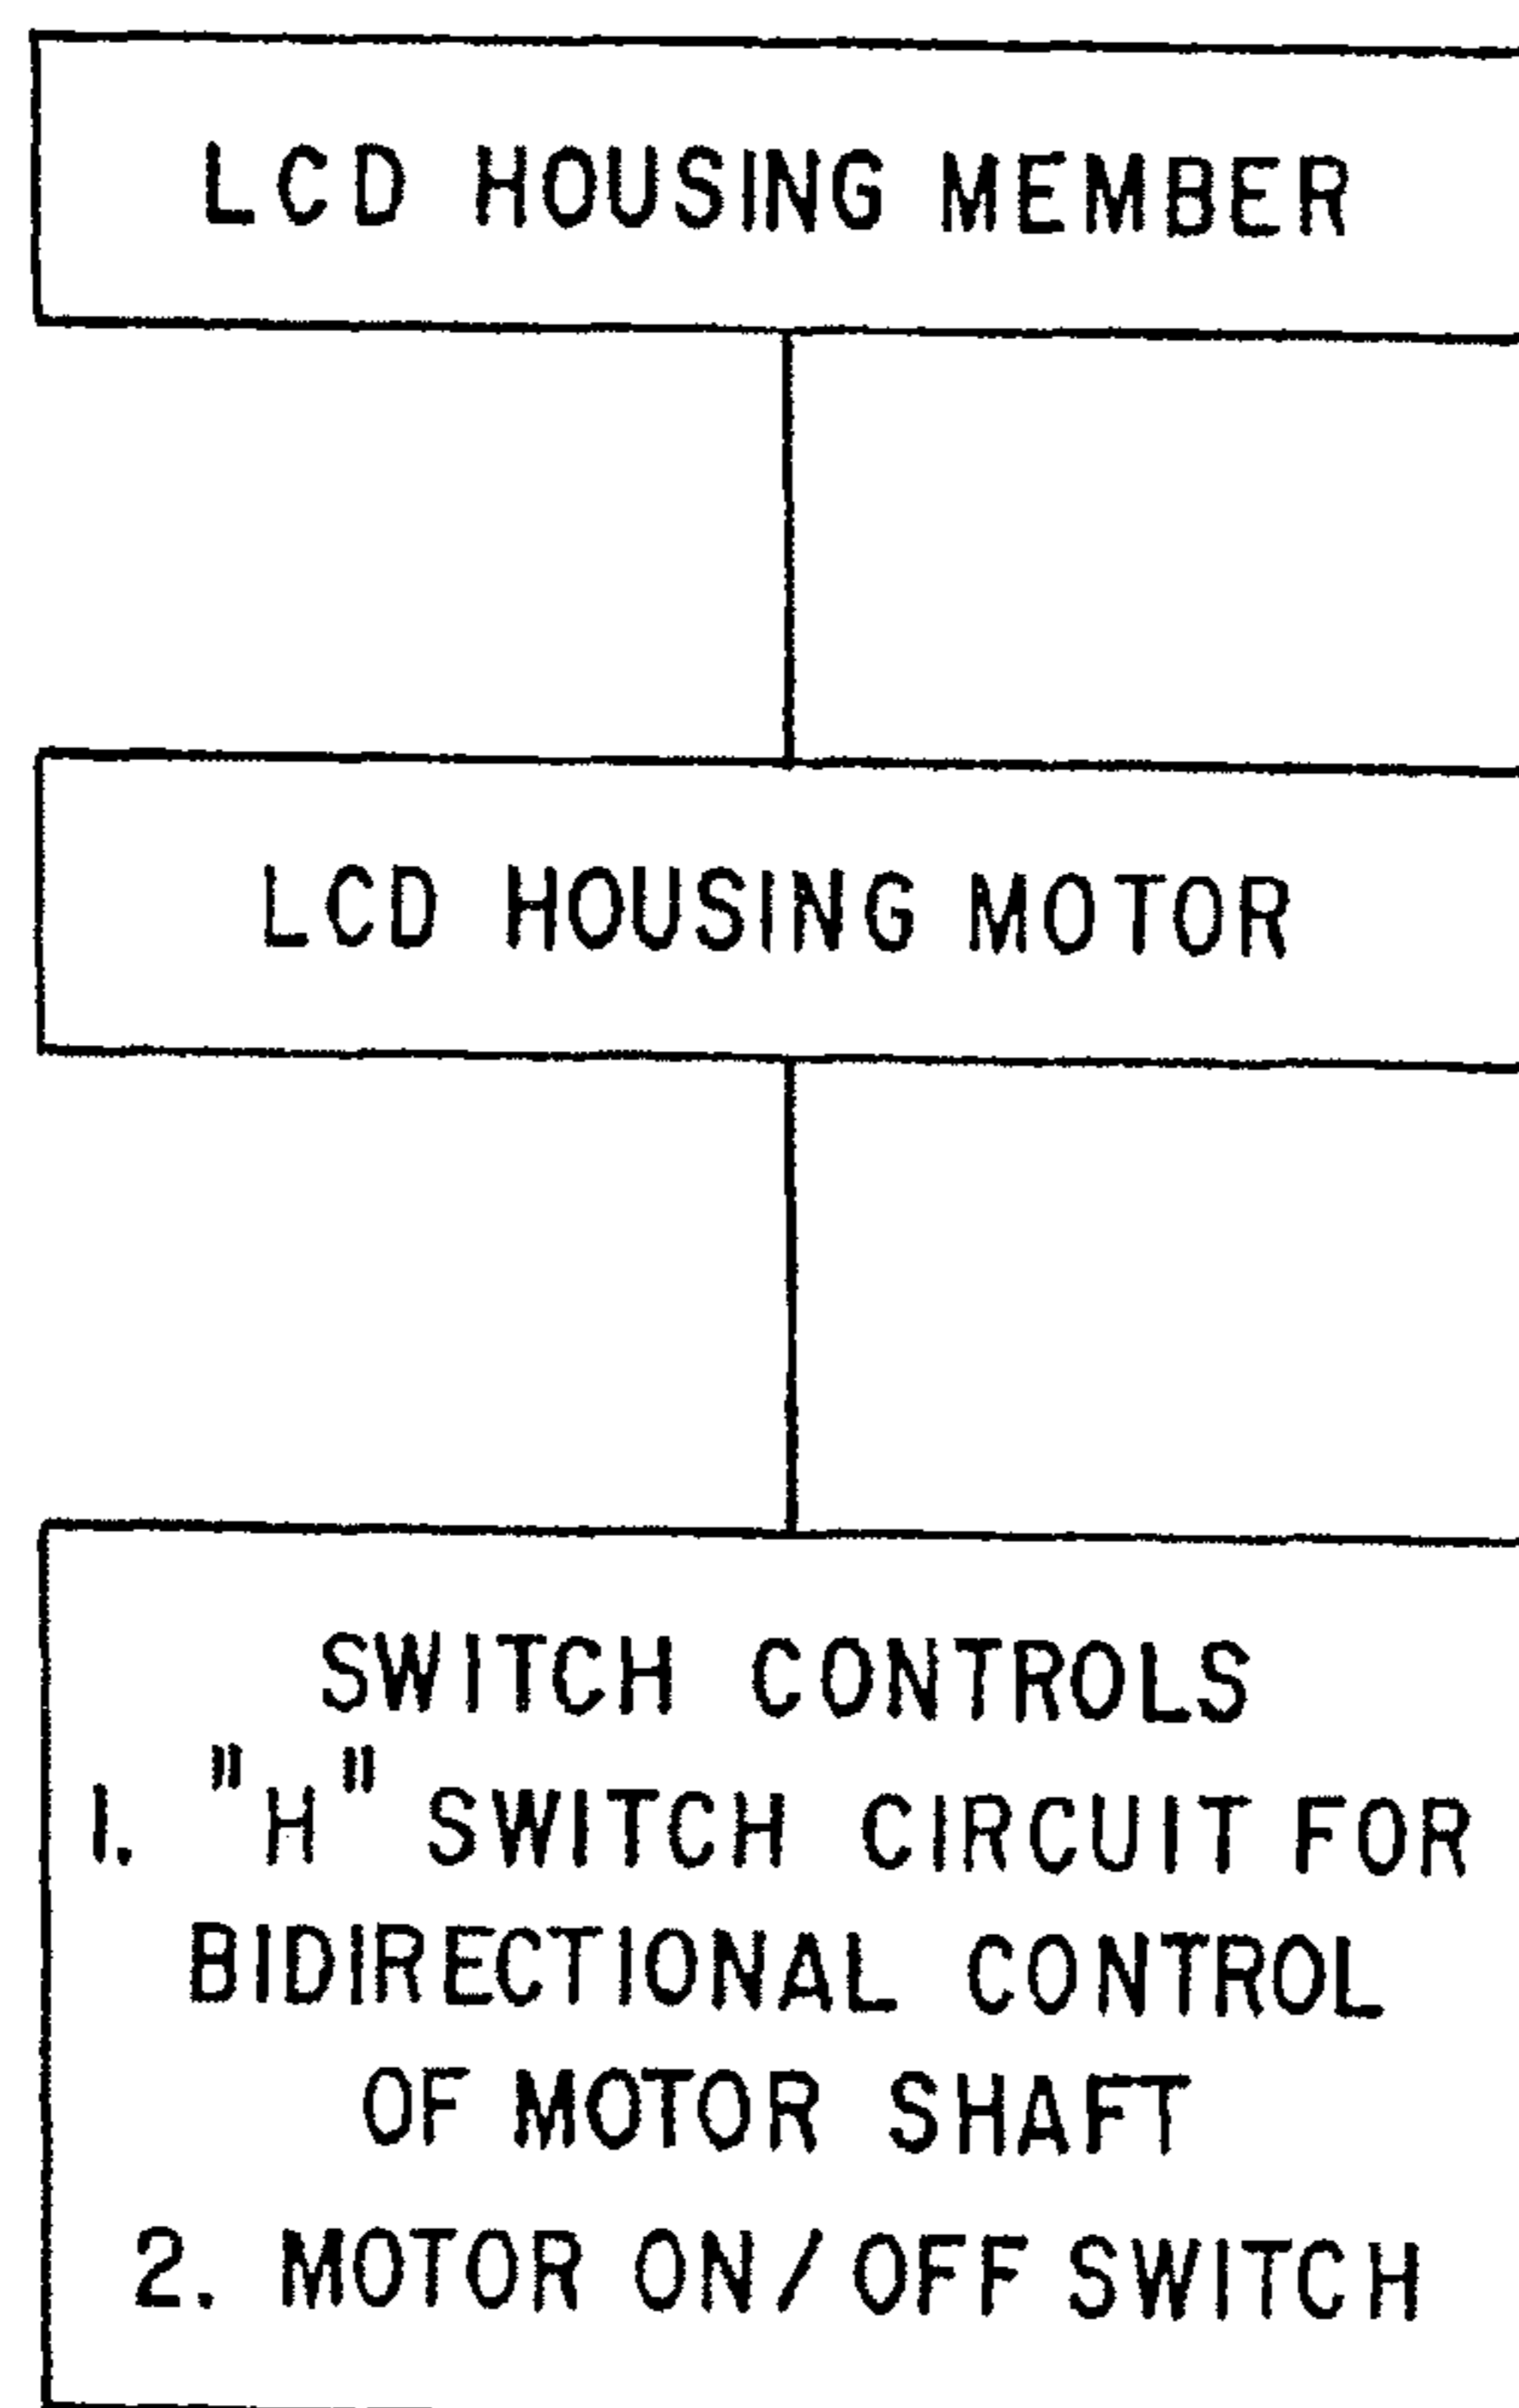 LCD HOUSING MEMBER
LCD HOUSING MOTOR
SWITCH CONTROLS
1. "H" SWITCH CIRCUIT FOR
BIDIRECTIONAL CONTROL
OF MOTOR SHAFT
2. MOTOR ON/OFF SWITCH